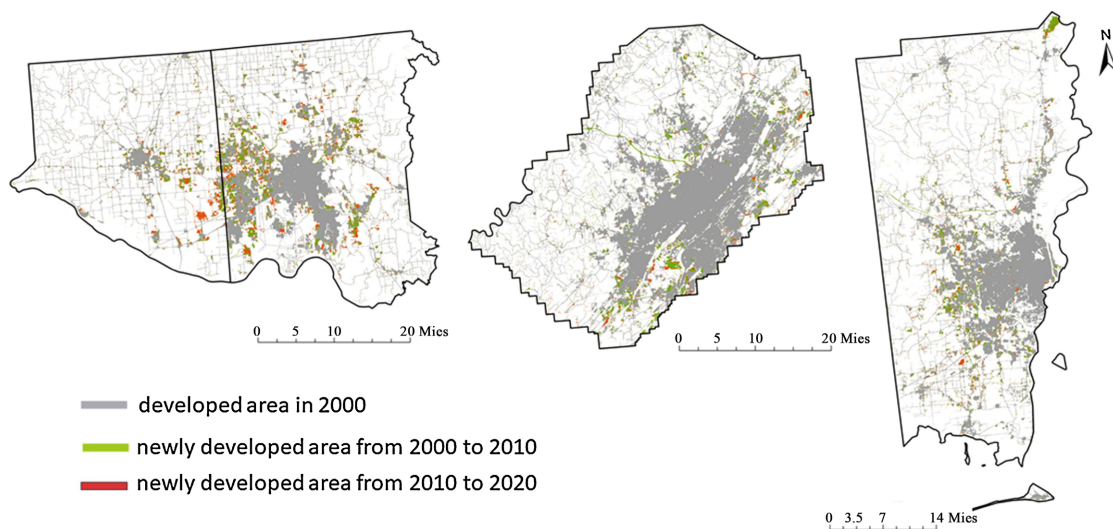 N
0 5 10 20 Mies
0 5 10 20 Mies
developed area in 2000
newly developed area from 2000 to 2010
newly developed area from 2010 to 2020
0 3.5 7 14 Mies